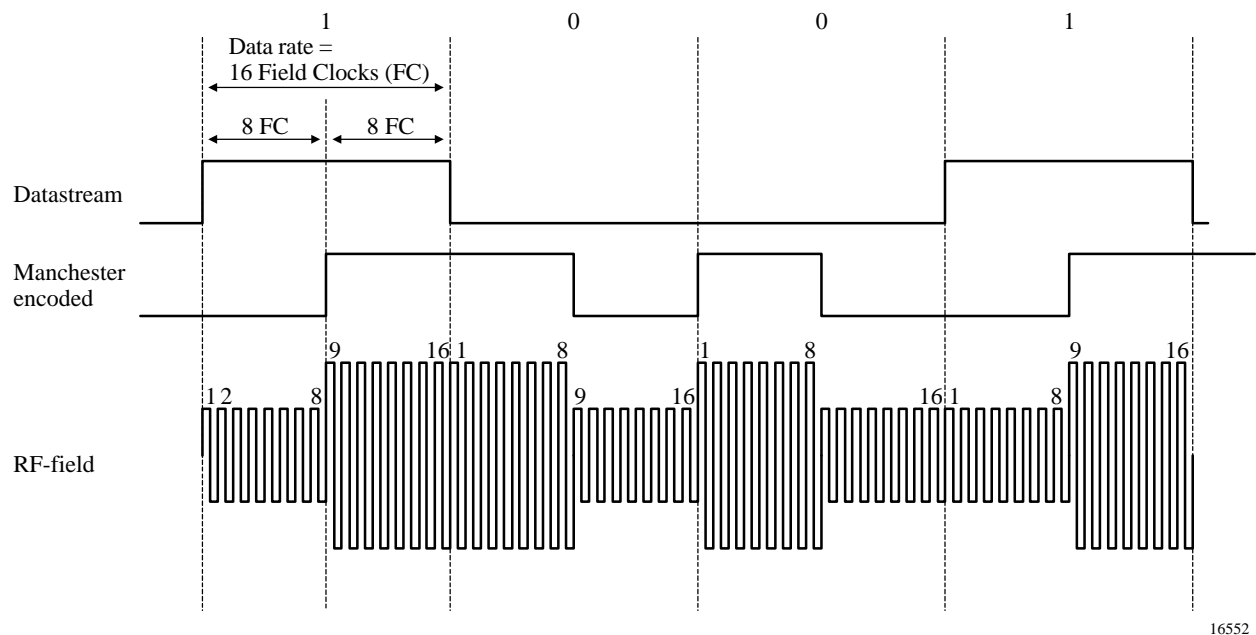 1 0 0 1
Data rate =
16 Field Clocks (FC)
8 FC 8 FC
Datastream
Manchester
encoded
9 16 1 8 1 8 9 16
1 2 8 9 16 16 1 8
RF-field
16552